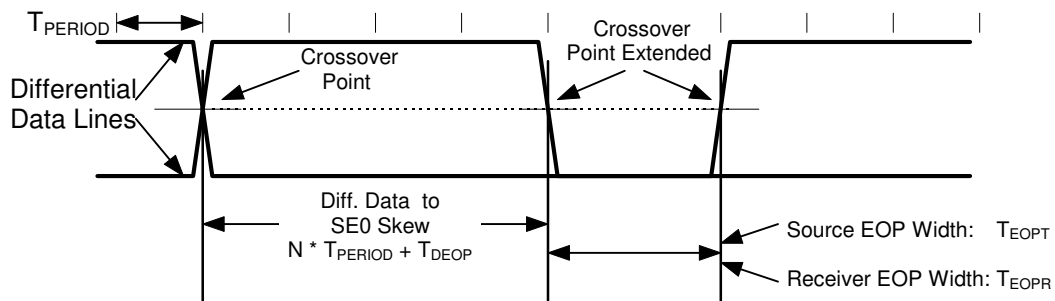 TPERIOD
Crossover
Point
Crossover
Point Extended
Differential
Data Lines
Diff. Data to
SE0 Skew
N * TPERIOD + TDEOP
Source EOP Width: TEOPT
Receiver EOP Width: TEOPR